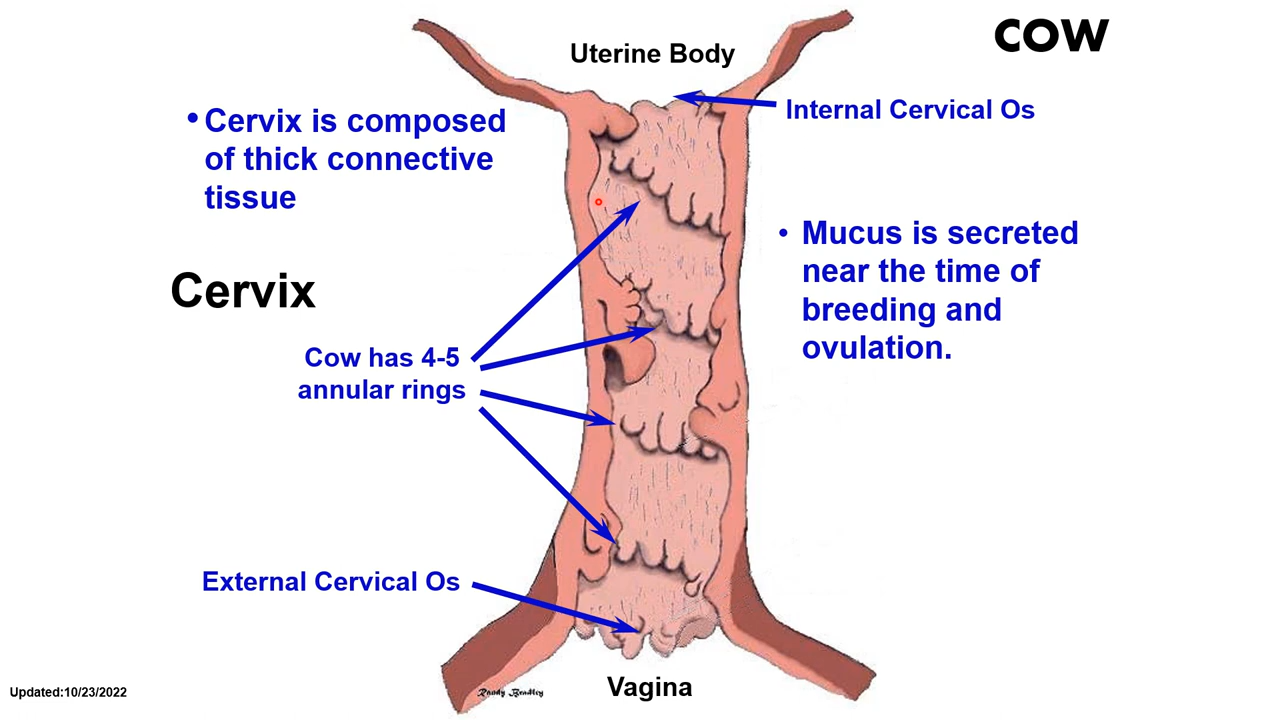 COW
Uterine Body
Internal Cervical Os
• Cervix is composed
of thick connective
tissue
• Mucus is secreted
near the time of
breeding and
ovulation.
Cervix
Cow has 4-5
annular rings
External Cervical Os
Vagina
Randy Bradley
Updated:10/23/2022